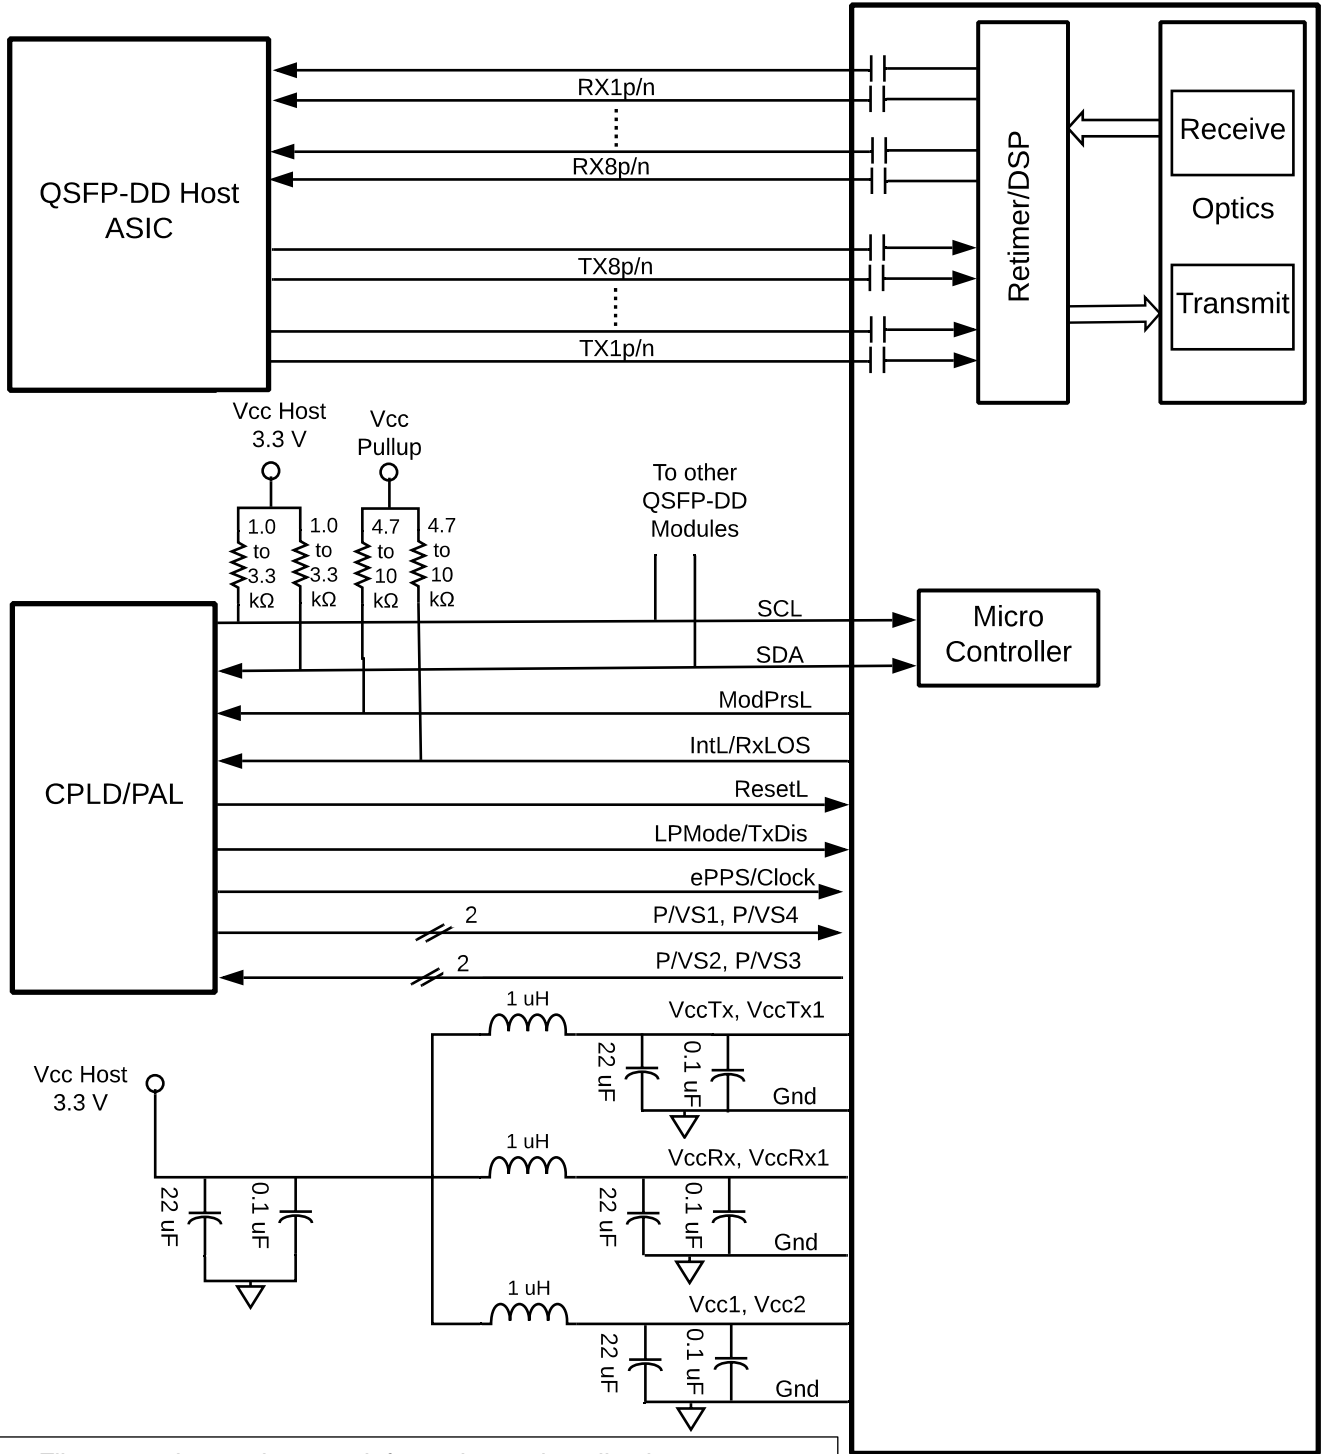 RX1p/n
RX8p/n
QSFP-DD Host
ASIC
TX8p/n
TX1p/n
Retimer/DSP
Receive
Optics
Transmit
Vcc Host
3.3 V
Vcc
Pullup
1.0
to
3.3
kΩ
1.0
to
3.3
kΩ
4.7
to
10
kΩ
4.7
to
10
kΩ
To other
QSFP-DD
Modules
SCL
SDA
Micro
Controller
ModPrsL
IntL/RxLOS
CPLD/PAL
ResetL
LPMode/TxDis
ePPS/Clock
2
P/VS1, P/VS4
2
P/VS2, P/VS3
1 uH
VccTx, VccTx1
22 uF
0.1 uF
Gnd
Vcc Host
3.3 V
1 uH
VccRx, VccRx1
22 uF
0.1 uF
22 uF
0.1 uF
Gnd
1 uH
Vcc1, Vcc2
22 uF
0.1 uF
Gnd